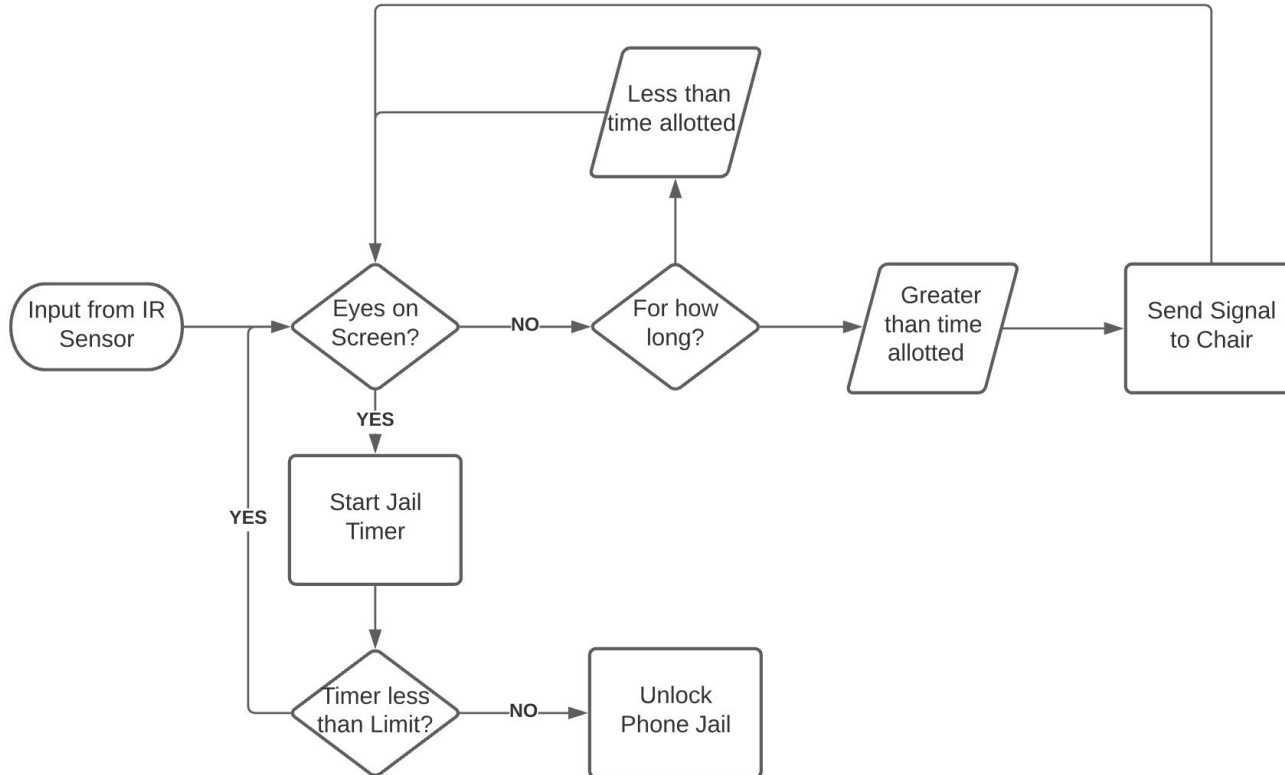 Less than
time allotted
Input from IR
Sensor
Eyes on
Screen?
NO
For how
long?
Greater
than time
allotted
Send Signal
to Chair
YES
Start Jail
Timer
YES
Timer less
than Limit?
NO
Unlock
Phone Jail